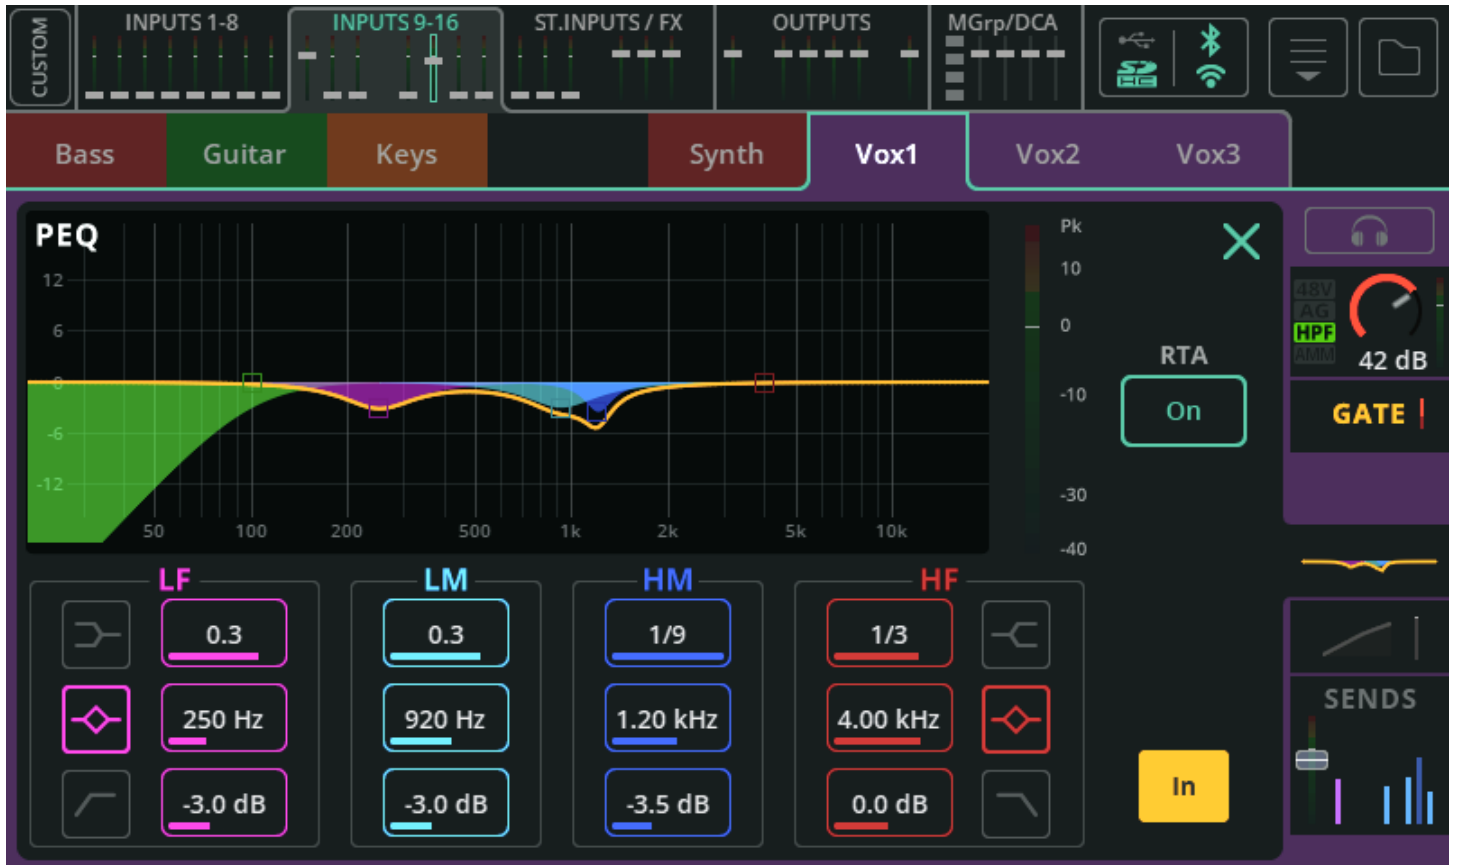 CUSTOM
INPUTS 1-8
INPUTS 9-16
ST.INPUTS / FX
OUTPUTS
MGrp/DCA
SD
HC
Bass
Guitar
Keys
Synth
Vox1
Vox2
Vox3
PEQ
12
6
0
-6
-12
50
100
200
500
1k
2k
5k
10k
Pk
10
0
-10
-30
-40
RTA
On
48V
AG
HPF
AMM
42 dB
GATE
LF
LM
HM
HF
0.3
0.3
1/9
1/3
250 Hz
920 Hz
1.20 kHz
4.00 kHz
-3.0 dB
-3.0 dB
-3.5 dB
0.0 dB
In
SENDS